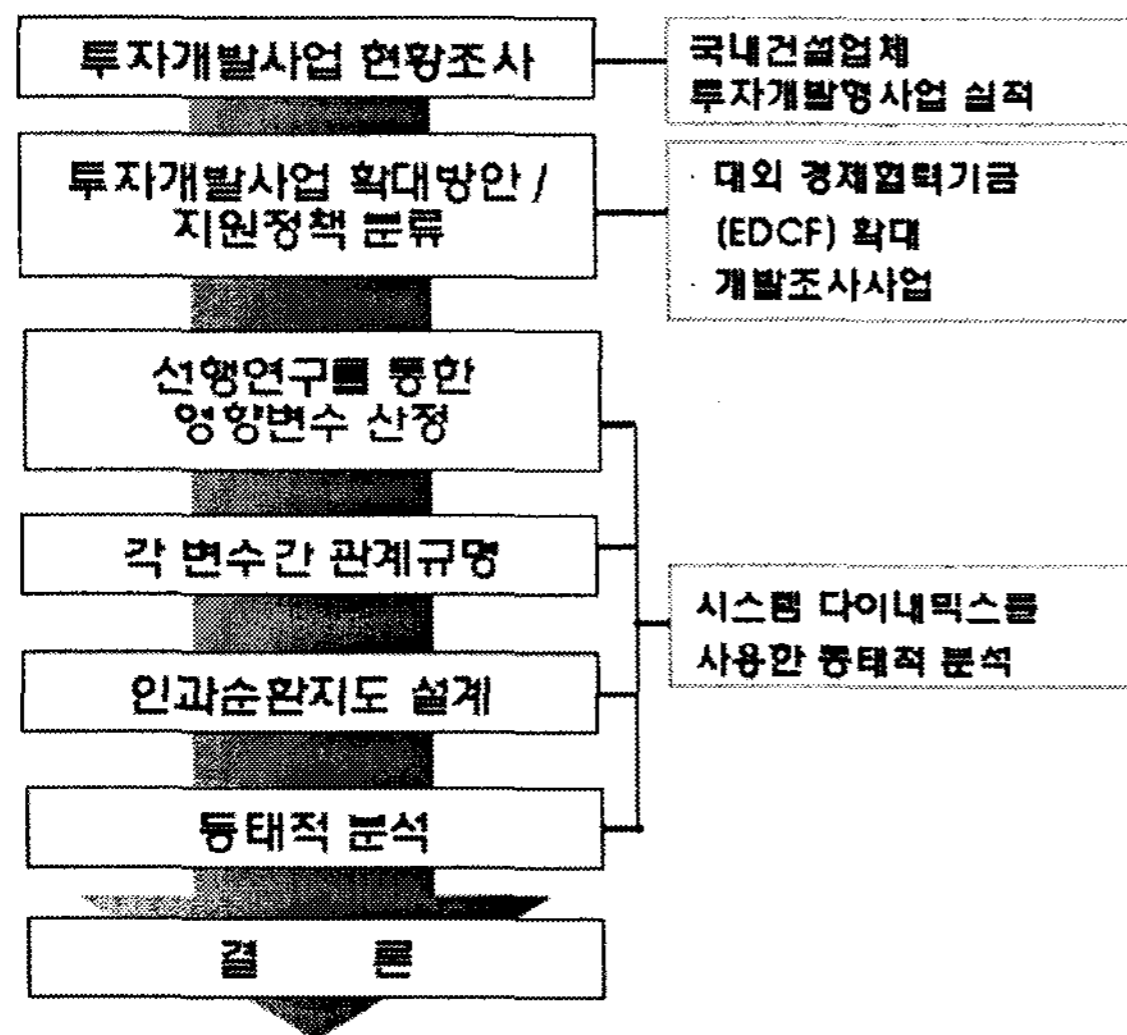 투자개발사업 현황조사
국내건설업체
투자개발형사업 실적
투자개발사업 확대방안 /
지원정책 분류
· 대외 경제협력기금
(EDCF) 확대
· 개발조사사업
선행연구를 통한
영향변수 산정
각 변수간 관계규명
시스템 다이내믹스를
사용한 동태적 분석
인과순환지도 설계
동태적 분석
결 론